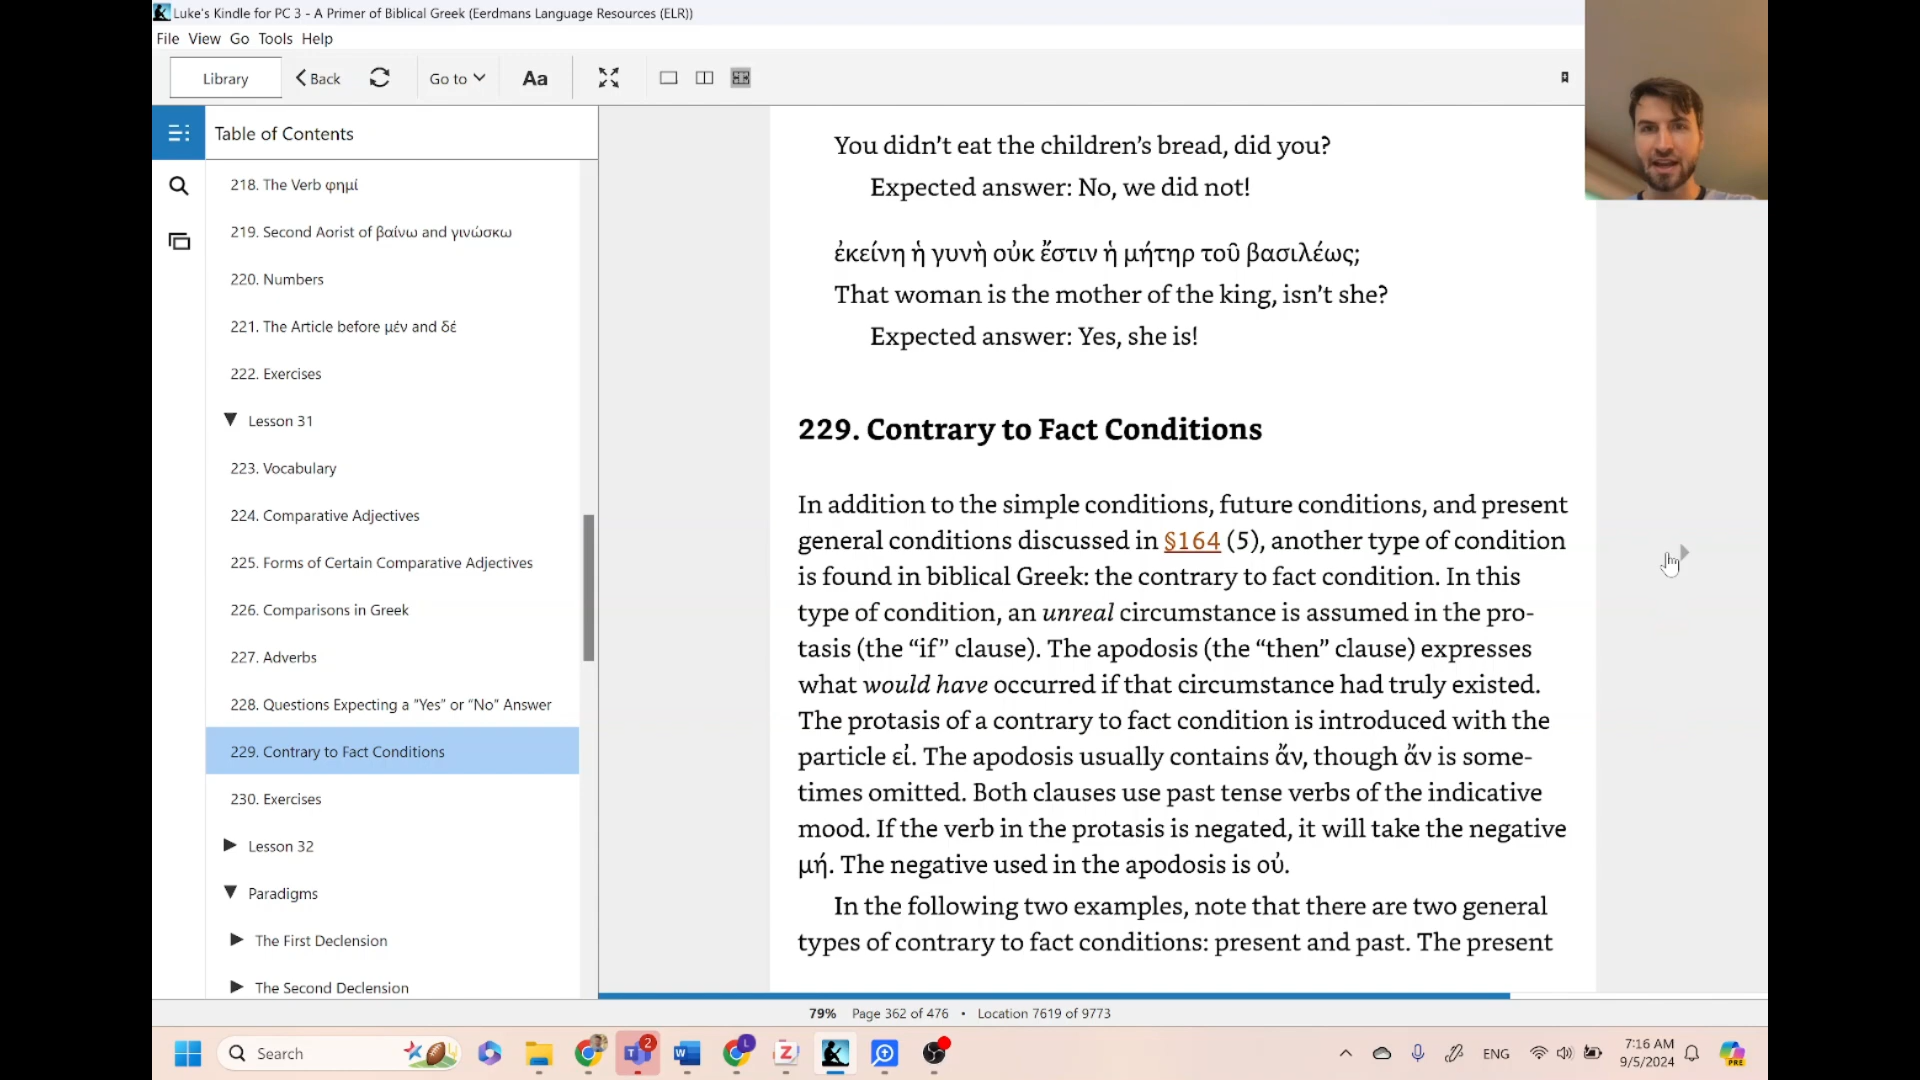 Luke's Kindle for PC 3 - A Primer of Biblical Greek (Eerdmans Language Resources (ELR))
File View Go Tools Help
Library Back Go to Aa
Table of Contents
218. The Verb φημί
219. Second Aorist of βαίνω and γινώσκω
220. Numbers
221. The Article before μέν and δέ
222. Exercises
Lesson 31
223. Vocabulary
224. Comparative Adjectives
225. Forms of Certain Comparative Adjectives
226. Comparisons in Greek
227. Adverbs
228. Questions Expecting a "Yes" or "No" Answer
229. Contrary to Fact Conditions
230. Exercises
Lesson 32
Paradigms
The First Declension
The Second Declension
You didn't eat the children's bread, did you?
Expected answer: No, we did not!
ἐκείνη ἡ γυνὴ οὐκ ἔστιν ἡ μήτηρ τοῦ βασιλέως;
That woman is the mother of the king, isn't she?
Expected answer: Yes, she is!
229. Contrary to Fact Conditions
In addition to the simple conditions, future conditions, and present
general conditions discussed in §164 (5), another type of condition
is found in biblical Greek: the contrary to fact condition. In this
type of condition, an unreal circumstance is assumed in the pro-
tasis (the “if” clause). The apodosis (the “then” clause) expresses
what would have occurred if that circumstance had truly existed.
The protasis of a contrary to fact condition is introduced with the
particle εἰ. The apodosis usually contains ἄν, though ἄν is some-
times omitted. Both clauses use past tense verbs of the indicative
mood. If the verb in the protasis is negated, it will take the negative
μή. The negative used in the apodosis is οὐ.
In the following two examples, note that there are two general
types of contrary to fact conditions: present and past. The present
79% Page 362 of 476 • Location 7619 of 9773
Search
2
W
L
Z
ENG
7:16 AM
9/5/2024
PRE